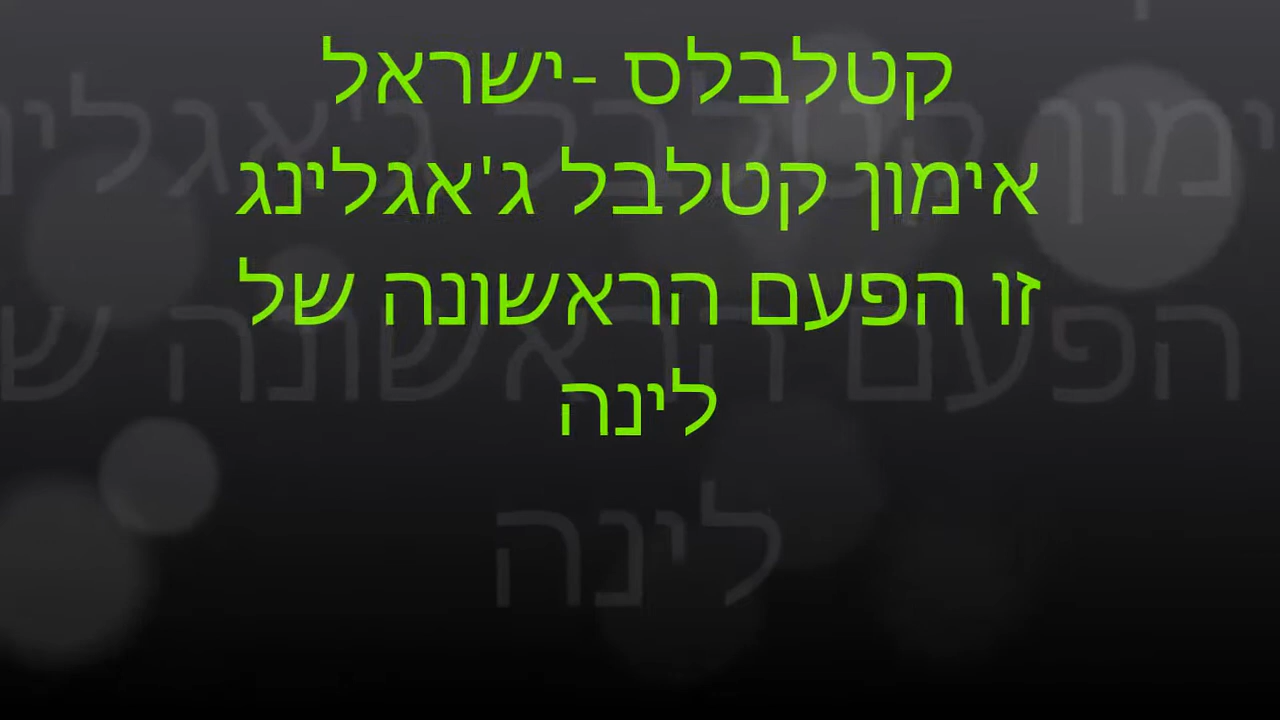 קטלבלס -ישראל
אימון קטלבל ג'אגלינג
זו הפעם הראשונה של
לינה